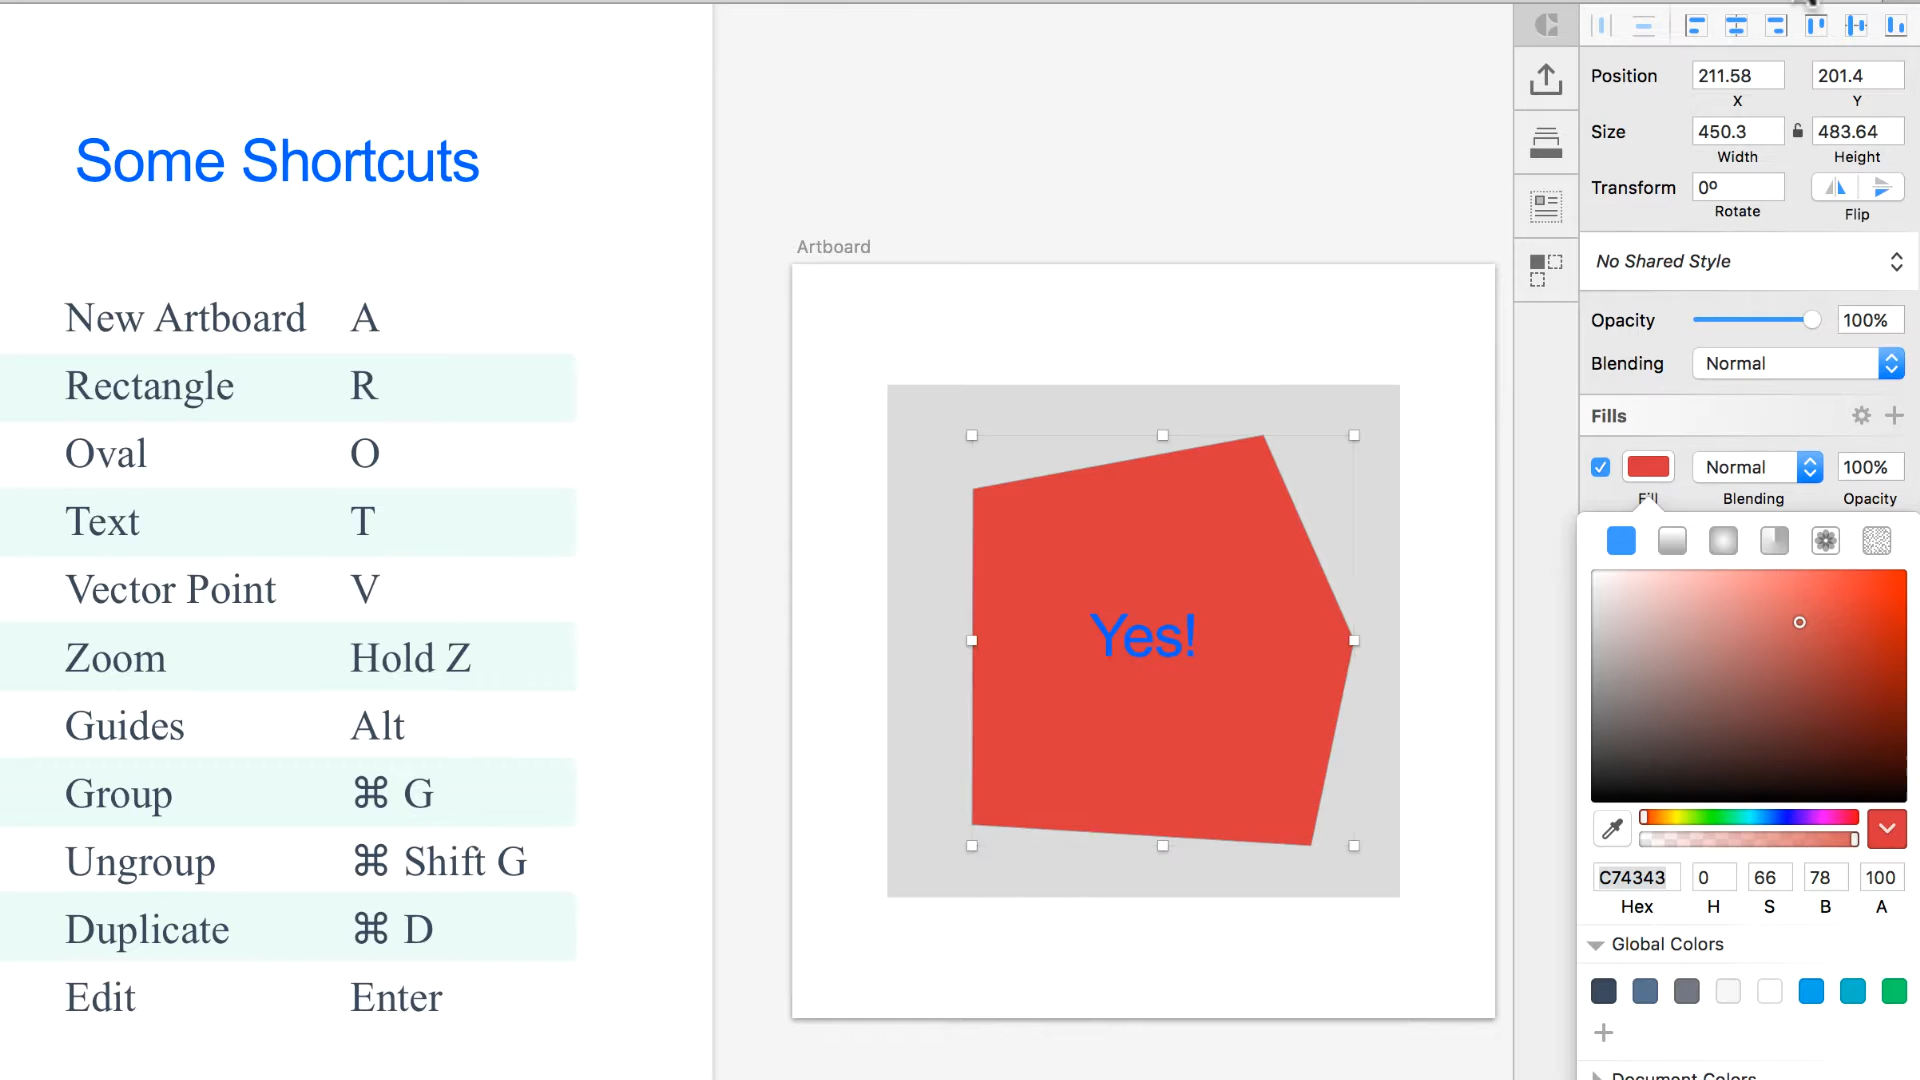 Some Shortcuts
New Artboard A
Rectangle R
Oval O
Text T
Vector Point V
Zoom Hold Z
Guides Alt
Group ⌘ G
Ungroup ⌘ Shift G
Duplicate ⌘ D
Edit Enter
Artboard
Yes!
Position 211.58 201.4
X Y
Size 450.3 483.64
Width Height
Transform 0º
Rotate Flip
No Shared Style
Opacity 100%
Blending Normal
Fills
Normal 100%
Fill Blending Opacity
C74343 0 66 78 100
Hex H S B A
Global Colors
Document Colors